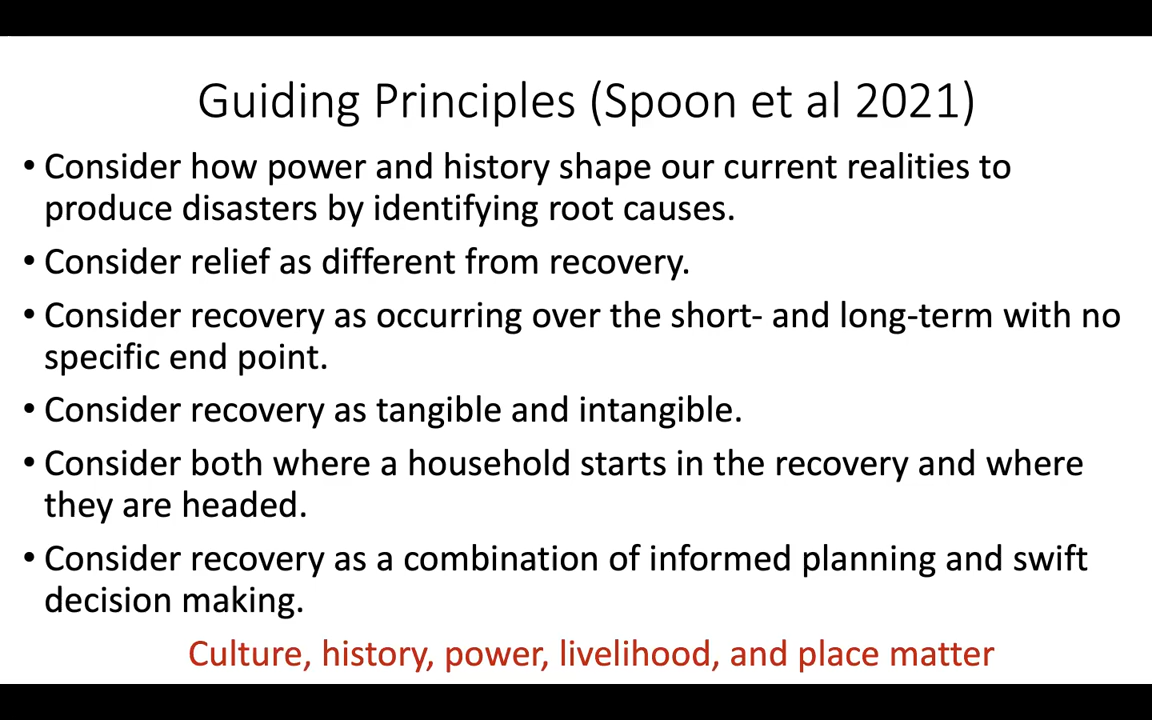 Guiding Principles (Spoon et al 2021)
• Consider how power and history shape our current realities to
produce disasters by identifying root causes.
• Consider relief as different from recovery.
• Consider recovery as occurring over the short- and long-term with no
specific end point.
• Consider recovery as tangible and intangible.
• Consider both where a household starts in the recovery and where
they are headed.
• Consider recovery as a combination of informed planning and swift
decision making.
Culture, history, power, livelihood, and place matter